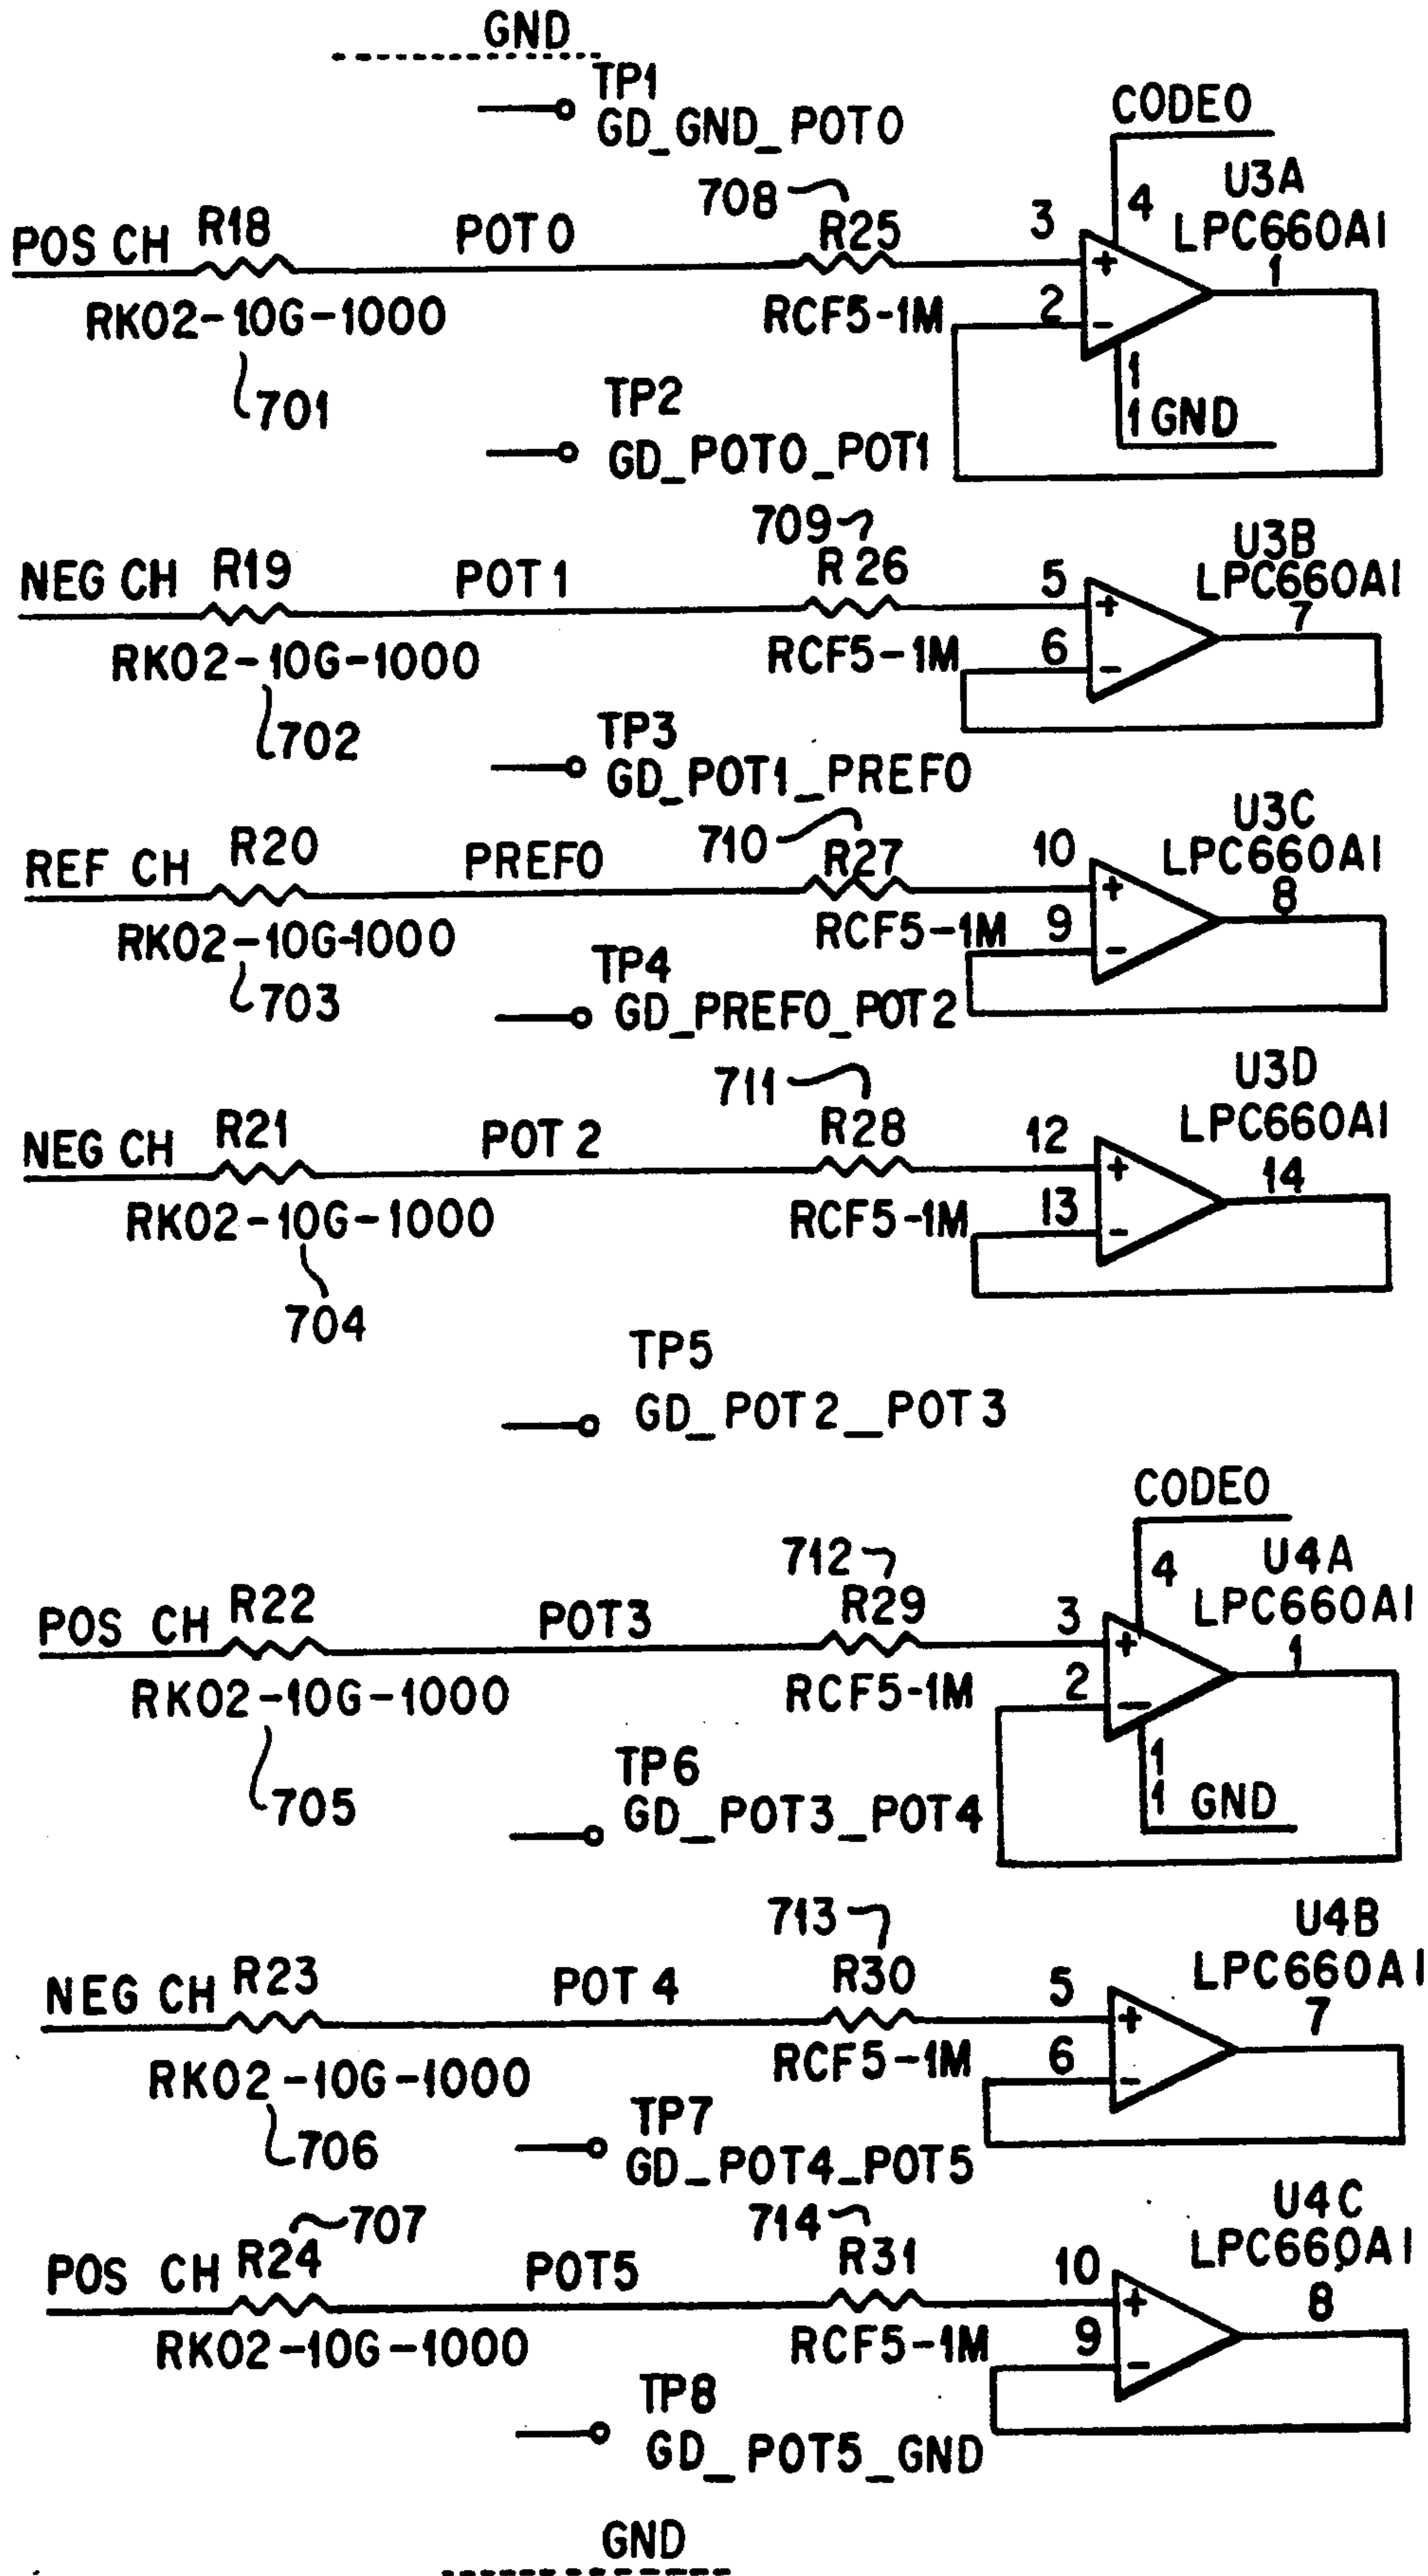 GND
TP1
GD_GND_POT0
CODEO
708
U3A
POS CH R18 POT 0 R25 3 4 LPC660AI
1
RK02-10G-1000 RCF5-1M 2
1
701
TP2
1 GND
GD_POT0_POT1
709
U3B
NEG CH R19 POT 1 R26 5 LPC660AI
7
RK02-10G-1000 RCF5-1M 6
702
TP3
GD_POT1_PREF0
U3C
710
REF CH R20 PREF0 R27 10 LPC660AI
8
RK02-10G-1000 RCF5-1M 9
703
TP4
GD_PREF0_POT2
711
U3D
NEG CH R21 POT 2 R28 12 LPC660AI
14
RK02-10G-1000 RCF5-1M 13
704
TP5
GD_POT2_POT3
CODEO
712
4 U4A
POS CH R22 POT3 R29 3 LPC660AI
1
RK02-10G-1000 RCF5-1M 2
1
705
TP6
1 GND
GD_POT3_POT4
713
U4B
NEG CH R23 POT 4 R30 5 LPC660AI
7
RK02-10G-1000 RCF5-1M 6
706
TP7
GD_POT4_POT5
707
714
U4C
POS CH R24 POT5 R31 10 LPC660AI
8
RK02-10G-1000 RCF5-1M 9
TP8
GD_POT5_GND
GND